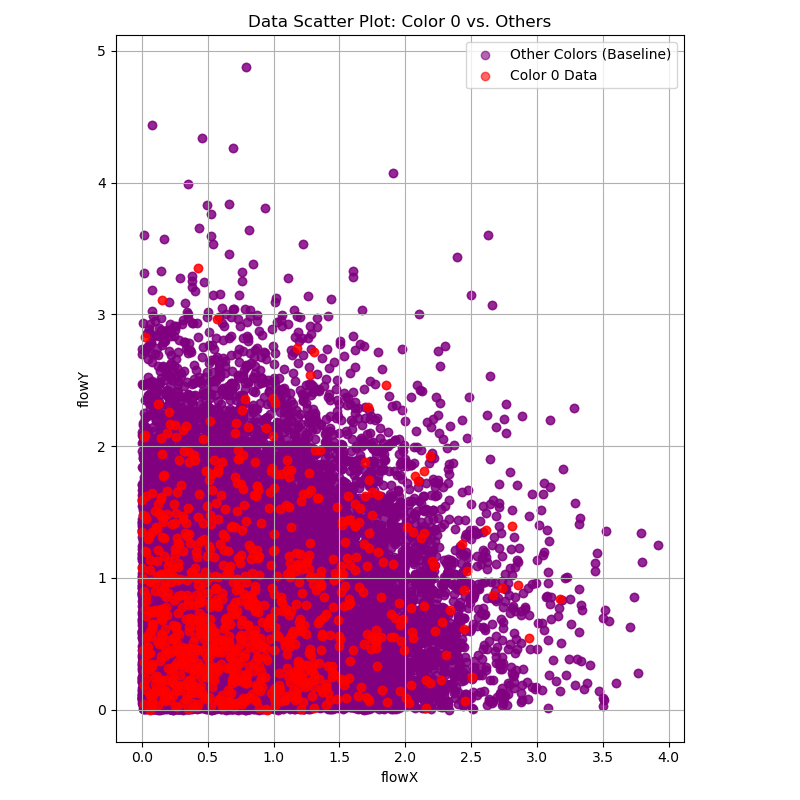 Data Scatter Plot: Color 0 vs. Others
Other Colors (Baseline)
Color 0 Data
5
4
3
2
1
0
flowY
0.0 0.5 1.0 1.5 2.0 2.5 3.0 3.5 4.0
flowX